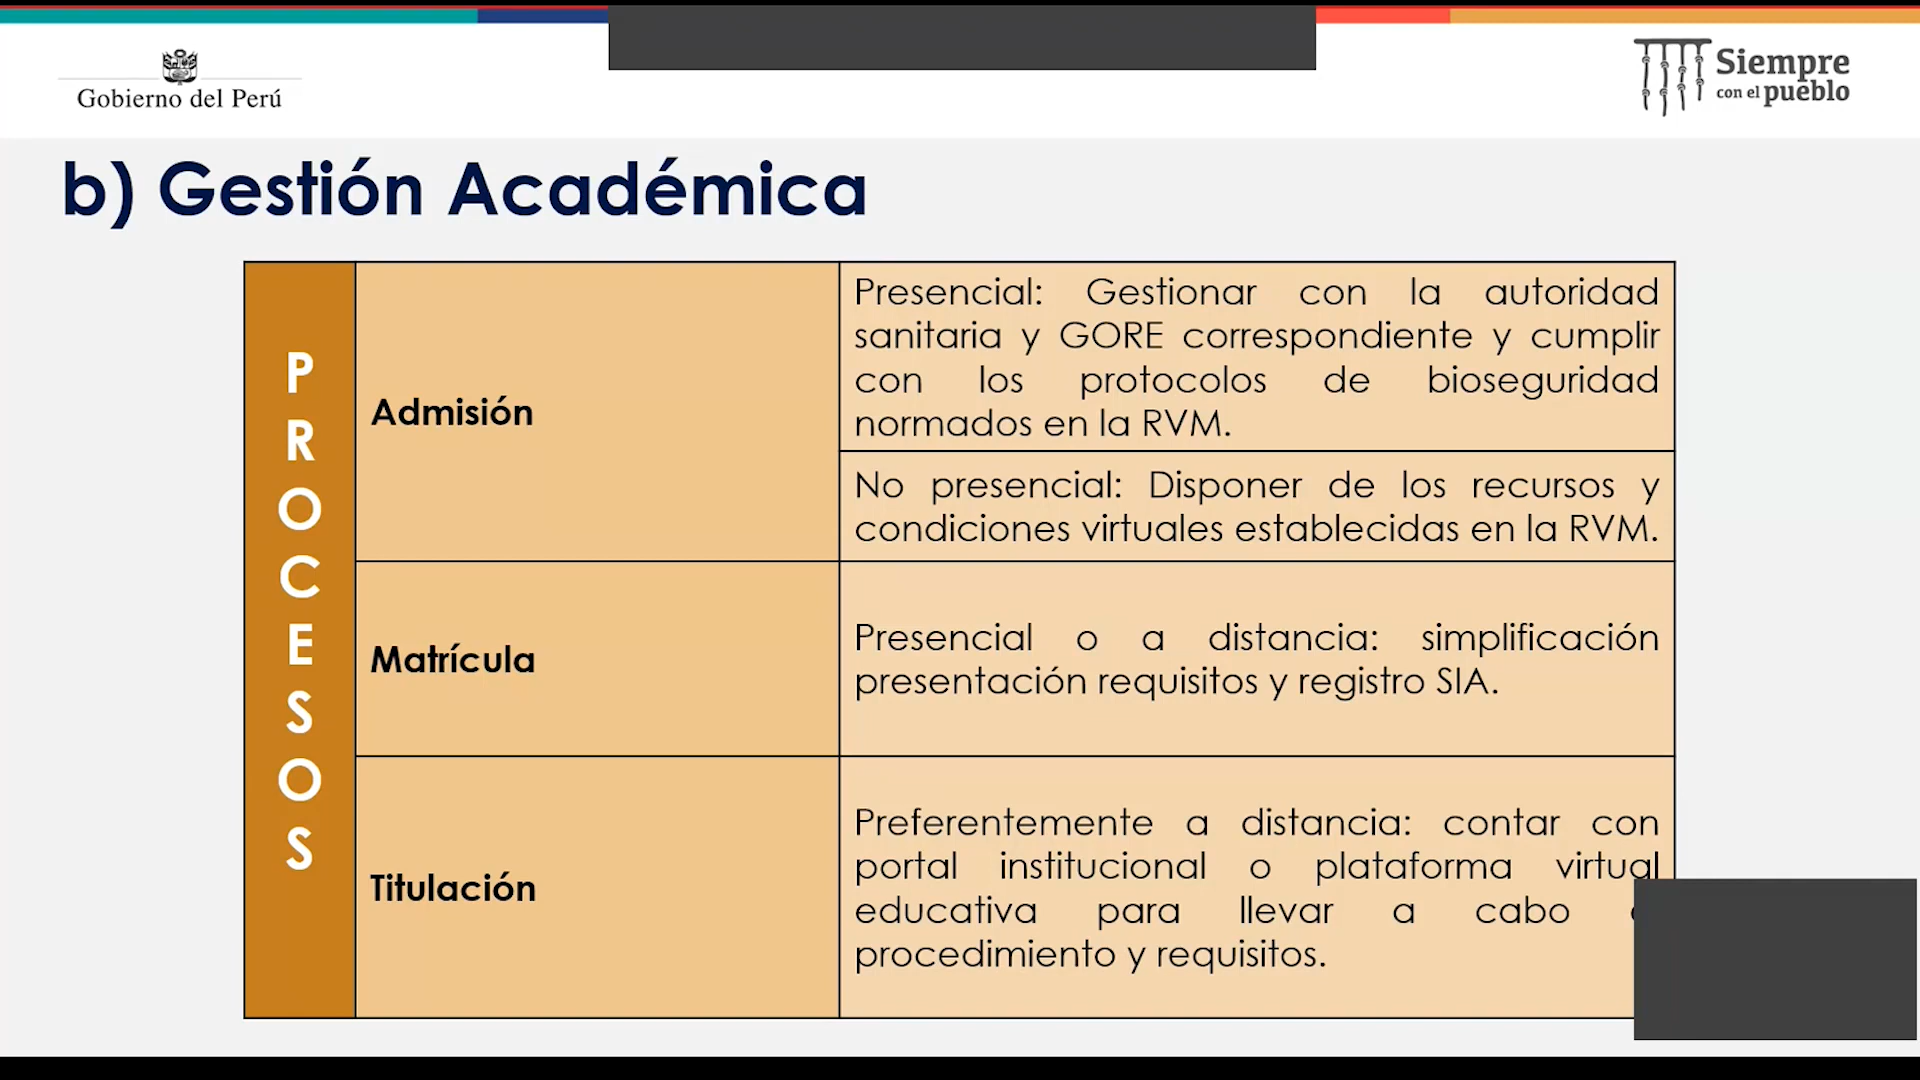 Gobierno del Perú
Siempre
con el pueblo
b) Gestión Académica
PROCESOS
Admisión
Presencial: Gestionar con la autoridad
sanitaria y GORE correspondiente y cumplir
con los protocolos de bioseguridad
normados en la RVM.
No presencial: Disponer de los recursos y
condiciones virtuales establecidas en la RVM.
Matrícula
Presencial o a distancia: simplificación
presentación requisitos y registro SIA.
Titulación
Preferentemente a distancia: contar con
portal institucional o plataforma virtual
educativa para llevar a cabo
procedimiento y requisitos.